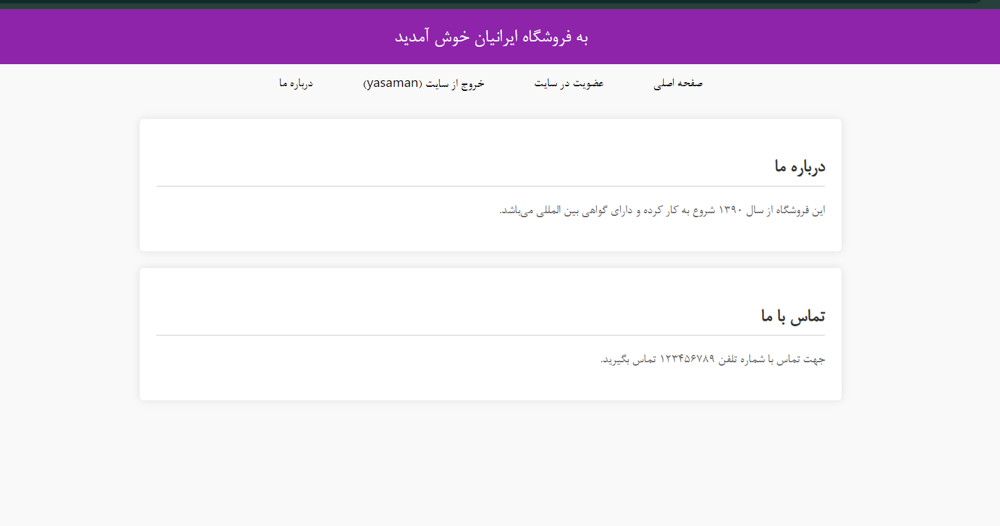 به فروشگاه ایرانیان خوش آمدید
صفحه اصلی عضویت در سایت خروج از سایت (yasaman) درباره ما
درباره ما
این فروشگاه از سال ۱۳۹۰ شروع به کار کرده و دارای گواهی بین المللی می‌باشد.
تماس با ما
جهت تماس با شماره تلفن ۱۲۳۴۵۶۷۸۹ تماس بگیرید.